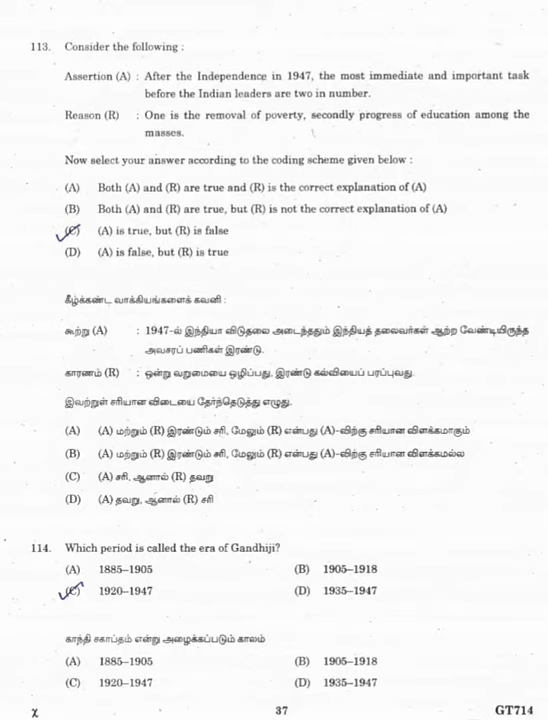 113. Consider the following :
Assertion (A) : After the Independence in 1947, the most immediate and important task
before the Indian leaders are two in number.
Reason (R) : One is the removal of poverty, secondly progress of education among the
masses.
Now select your answer according to the coding scheme given below :
(A) Both (A) and (R) are true and (R) is the correct explanation of (A)
(B) Both (A) and (R) are true, but (R) is not the correct explanation of (A)
(C) (A) is true, but (R) is false
(D) (A) is false, but (R) is true
கீழ்க்கண்ட வாக்கியங்களைக் கவனி :
கூற்று (A) : 1947-ல் இந்தியா விடுதலை அடைந்ததும் இந்தியத் தலைவர்கள் ஆற்ற வேண்டியிருந்த
அவசரப் பணிகள் இரண்டு.
காரணம் (R) : ஒன்று வறுமையை ஒழிப்பது, இரண்டு கல்வியைப் பரப்புவது.
இவற்றுள் சரியான விடையை தேர்ந்தெடுத்து எழுது.
(A) (A) மற்றும் (R) இரண்டும் சரி, மேலும் (R) என்பது (A)-விற்கு சரியான விளக்கமாகும்
(B) (A) மற்றும் (R) இரண்டும் சரி, மேலும் (R) என்பது (A)-விற்கு சரியான விளக்கமல்ல
(C) (A) சரி, ஆனால் (R) தவறு
(D) (A) தவறு, ஆனால் (R) சரி
114. Which period is called the era of Gandhiji?
(A) 1885–1905 (B) 1905–1918
(C) 1920–1947 (D) 1935–1947
காந்தி சகாப்தம் என்று அழைக்கப்படும் காலம்
(A) 1885–1905 (B) 1905–1918
(C) 1920–1947 (D) 1935–1947
χ 37 GT714